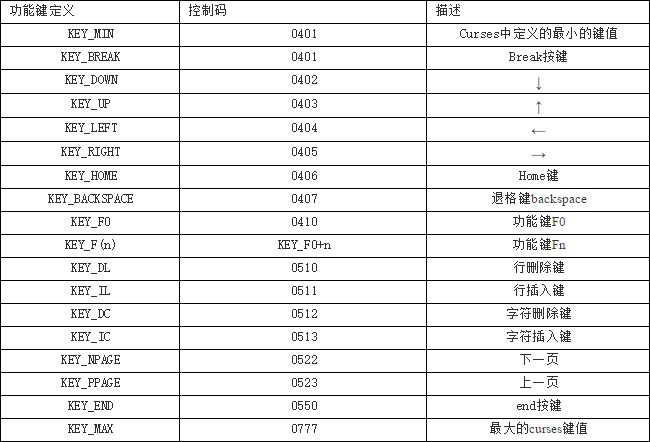 功能键定义 控制码 描述
KEY_MIN 0401 Curses中定义的最小的键值
KEY_BREAK 0401 Break按键
KEY_DOWN 0402 ↓
KEY_UP 0403 ↑
KEY_LEFT 0404 ←
KEY_RIGHT 0405 →
KEY_HOME 0406 Home键
KEY_BACKSPACE 0407 退格键backspace
KEY_F0 0410 功能键F0
KEY_F(n) KEY_F0+n 功能键Fn
KEY_DL 0510 行删除键
KEY_IL 0511 行插入键
KEY_DC 0512 字符删除键
KEY_IC 0513 字符插入键
KEY_NPAGE 0522 下一页
KEY_PPAGE 0523 上一页
KEY_END 0550 end按键
KEY_MAX 0777 最大的curses键值